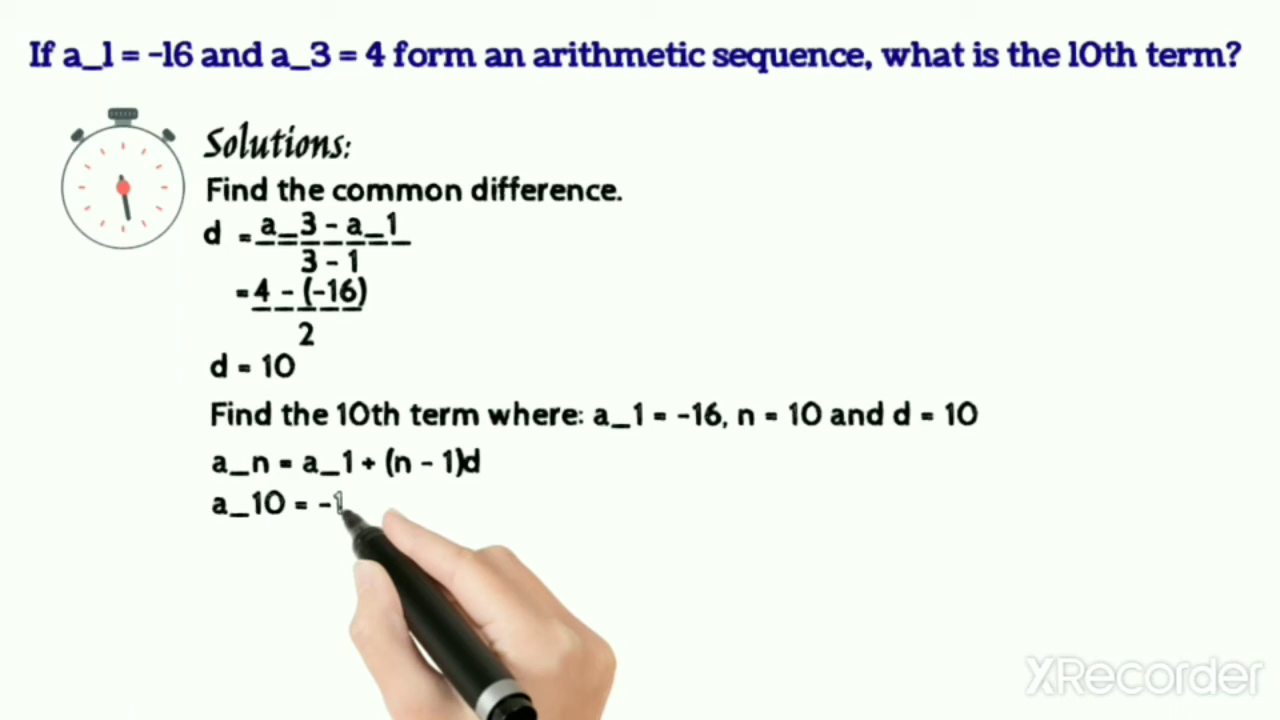 If a_1 = -16 and a_3 = 4 form an arithmetic sequence, what is the 10th term?
Solutions:
Find the common difference.
d = a_3 - a_1
3 - 1
= 4 - (-16)
2
d = 10
Find the 10th term where: a_1 = -16, n = 10 and d = 10
a_n = a_1 + (n - 1)d
a_10 = -1
XRecorder